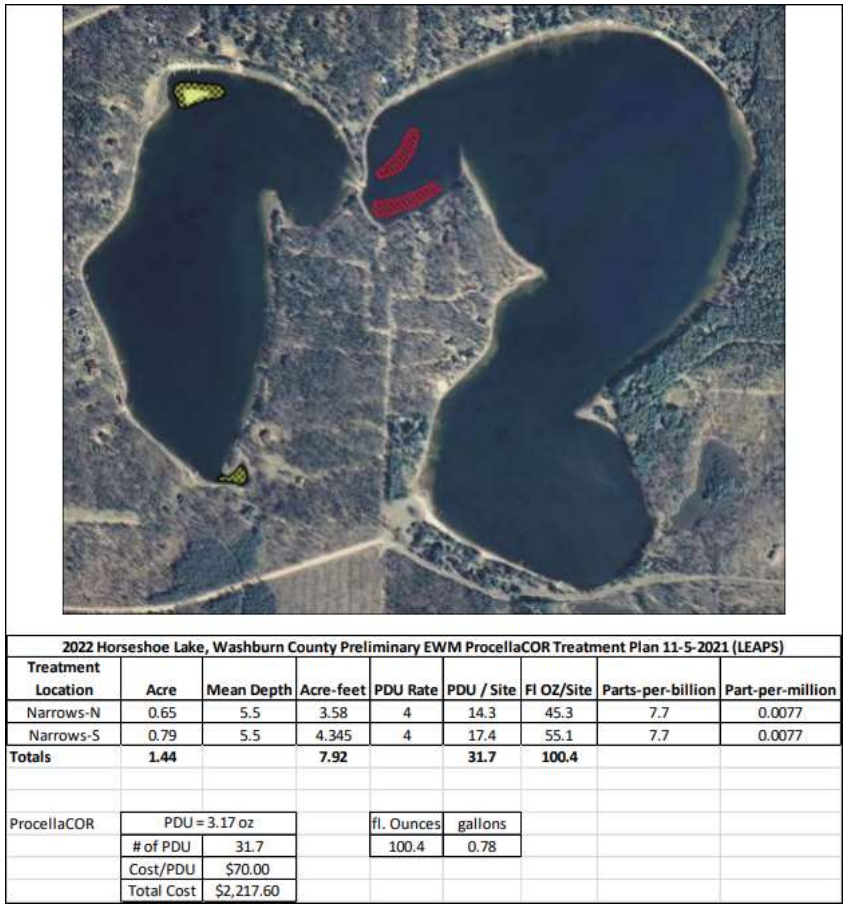 2022 Horseshoe Lake, Washburn County Preliminary EWM ProcellaCOR Treatment Plan 11-5-2021 (LEAPS)
Treatment
Location Acre Mean Depth Acre-feet PDU Rate PDU / Site Fl OZ/Site Parts-per-billion Part-per-million
Narrows-N 0.65 5.5 3.58 4 14.3 45.3 7.7 0.0077
Narrows-S 0.79 5.5 4.345 4 17.4 55.1 7.7 0.0077
Totals 1.44 7.92 31.7 100.4
ProcellaCOR PDU = 3.17 oz fl. Ounces gallons
# of PDU 31.7 100.4 0.78
Cost/PDU $70.00
Total Cost $2,217.60